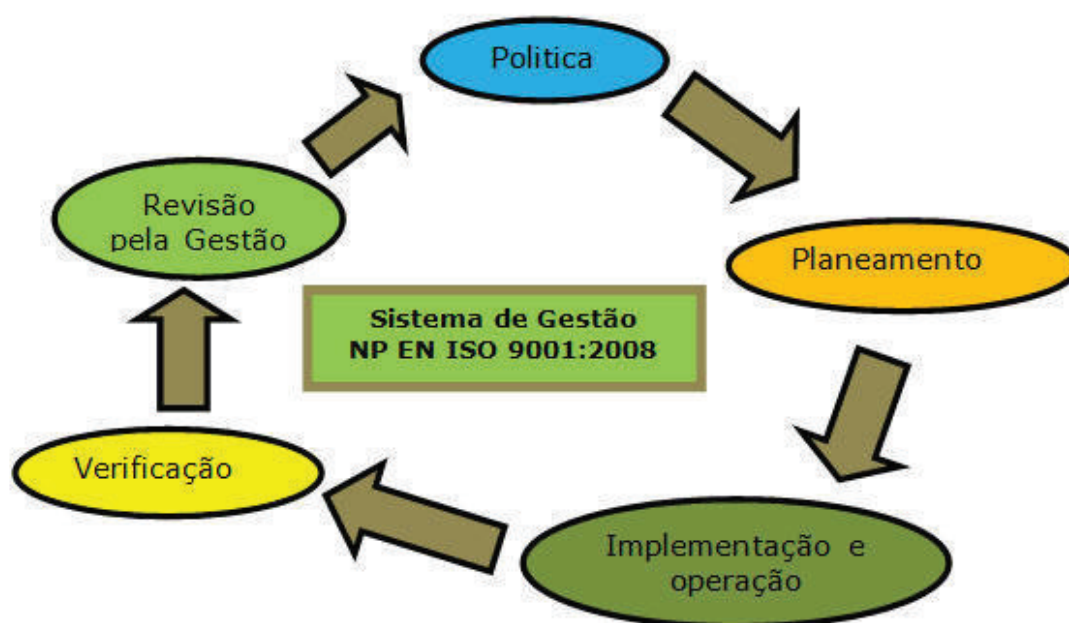 Politica
Planeamento
Implementação e
operação
Verificação
Revisão
pela Gestão
Sistema de Gestão
NP EN ISO 9001:2008